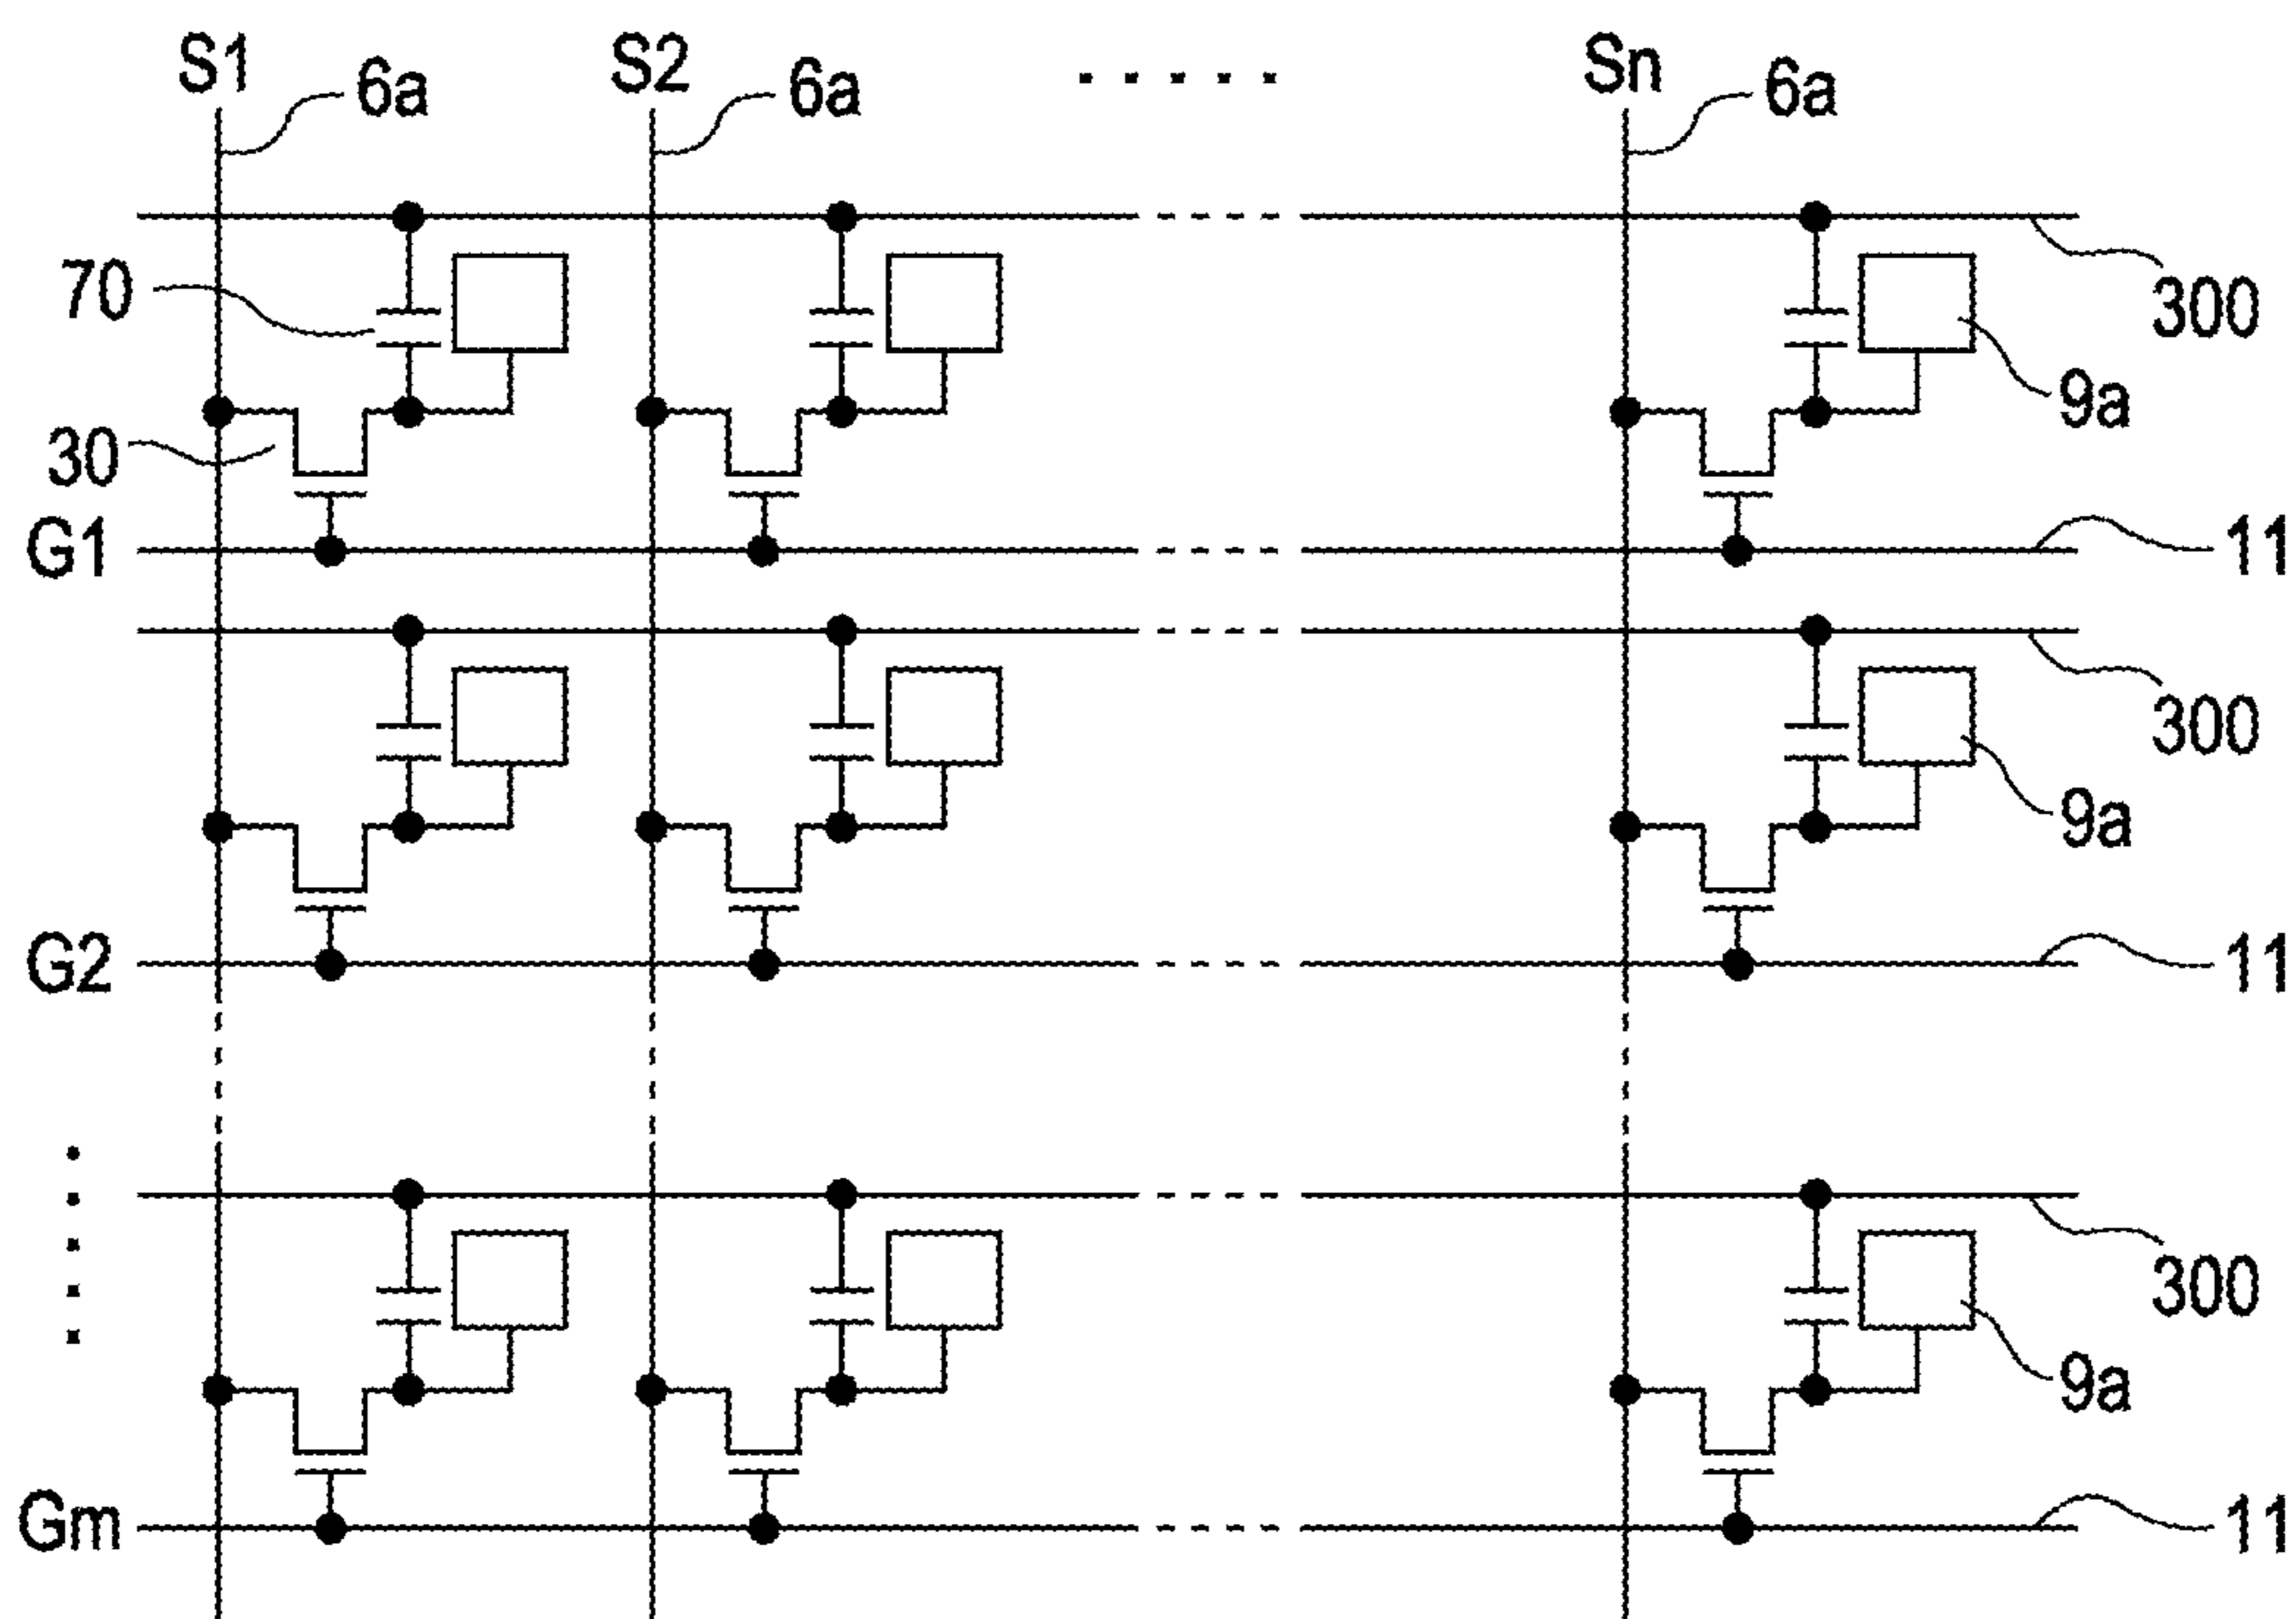 S1 6a S2 6a ..... Sn 6a
70 300
9a
30
G1 11
300
9a
G2 11
300
9a
Gm 11